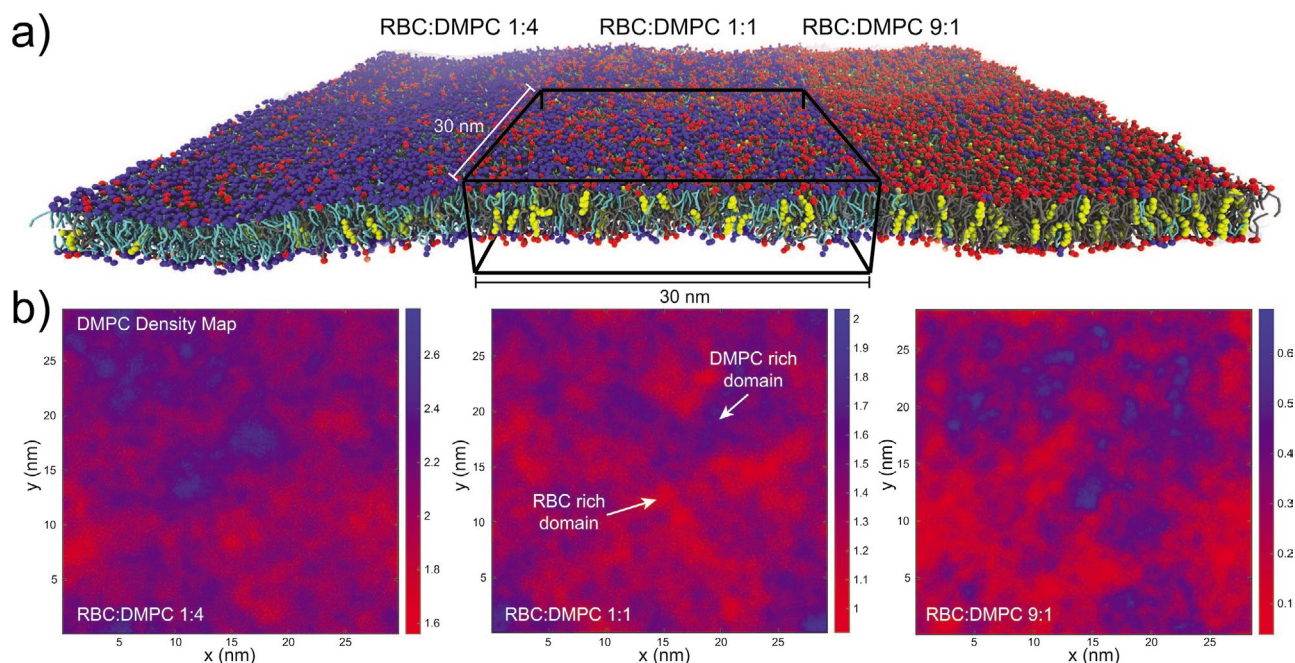 a)
RBC:DMPC 1:4
RBC:DMPC 1:1
RBC:DMPC 9:1
30 nm
30 nm
b)
DMPC Density Map
25
20
15
10
5
y (nm)
RBC:DMPC 1:4
5 10 15 20 25
x (nm)
2.6
2.4
2.2
2
1.8
1.6
DMPC rich
domain
RBC rich
domain
25
20
15
10
5
y (nm)
RBC:DMPC 1:1
5 10 15 20 25
x (nm)
2
1.9
1.8
1.7
1.6
1.5
1.4
1.3
1.2
1.1
1
25
20
15
10
5
y (nm)
RBC:DMPC 9:1
5 10 15 20 25
x (nm)
0.6
0.5
0.4
0.3
0.2
0.1